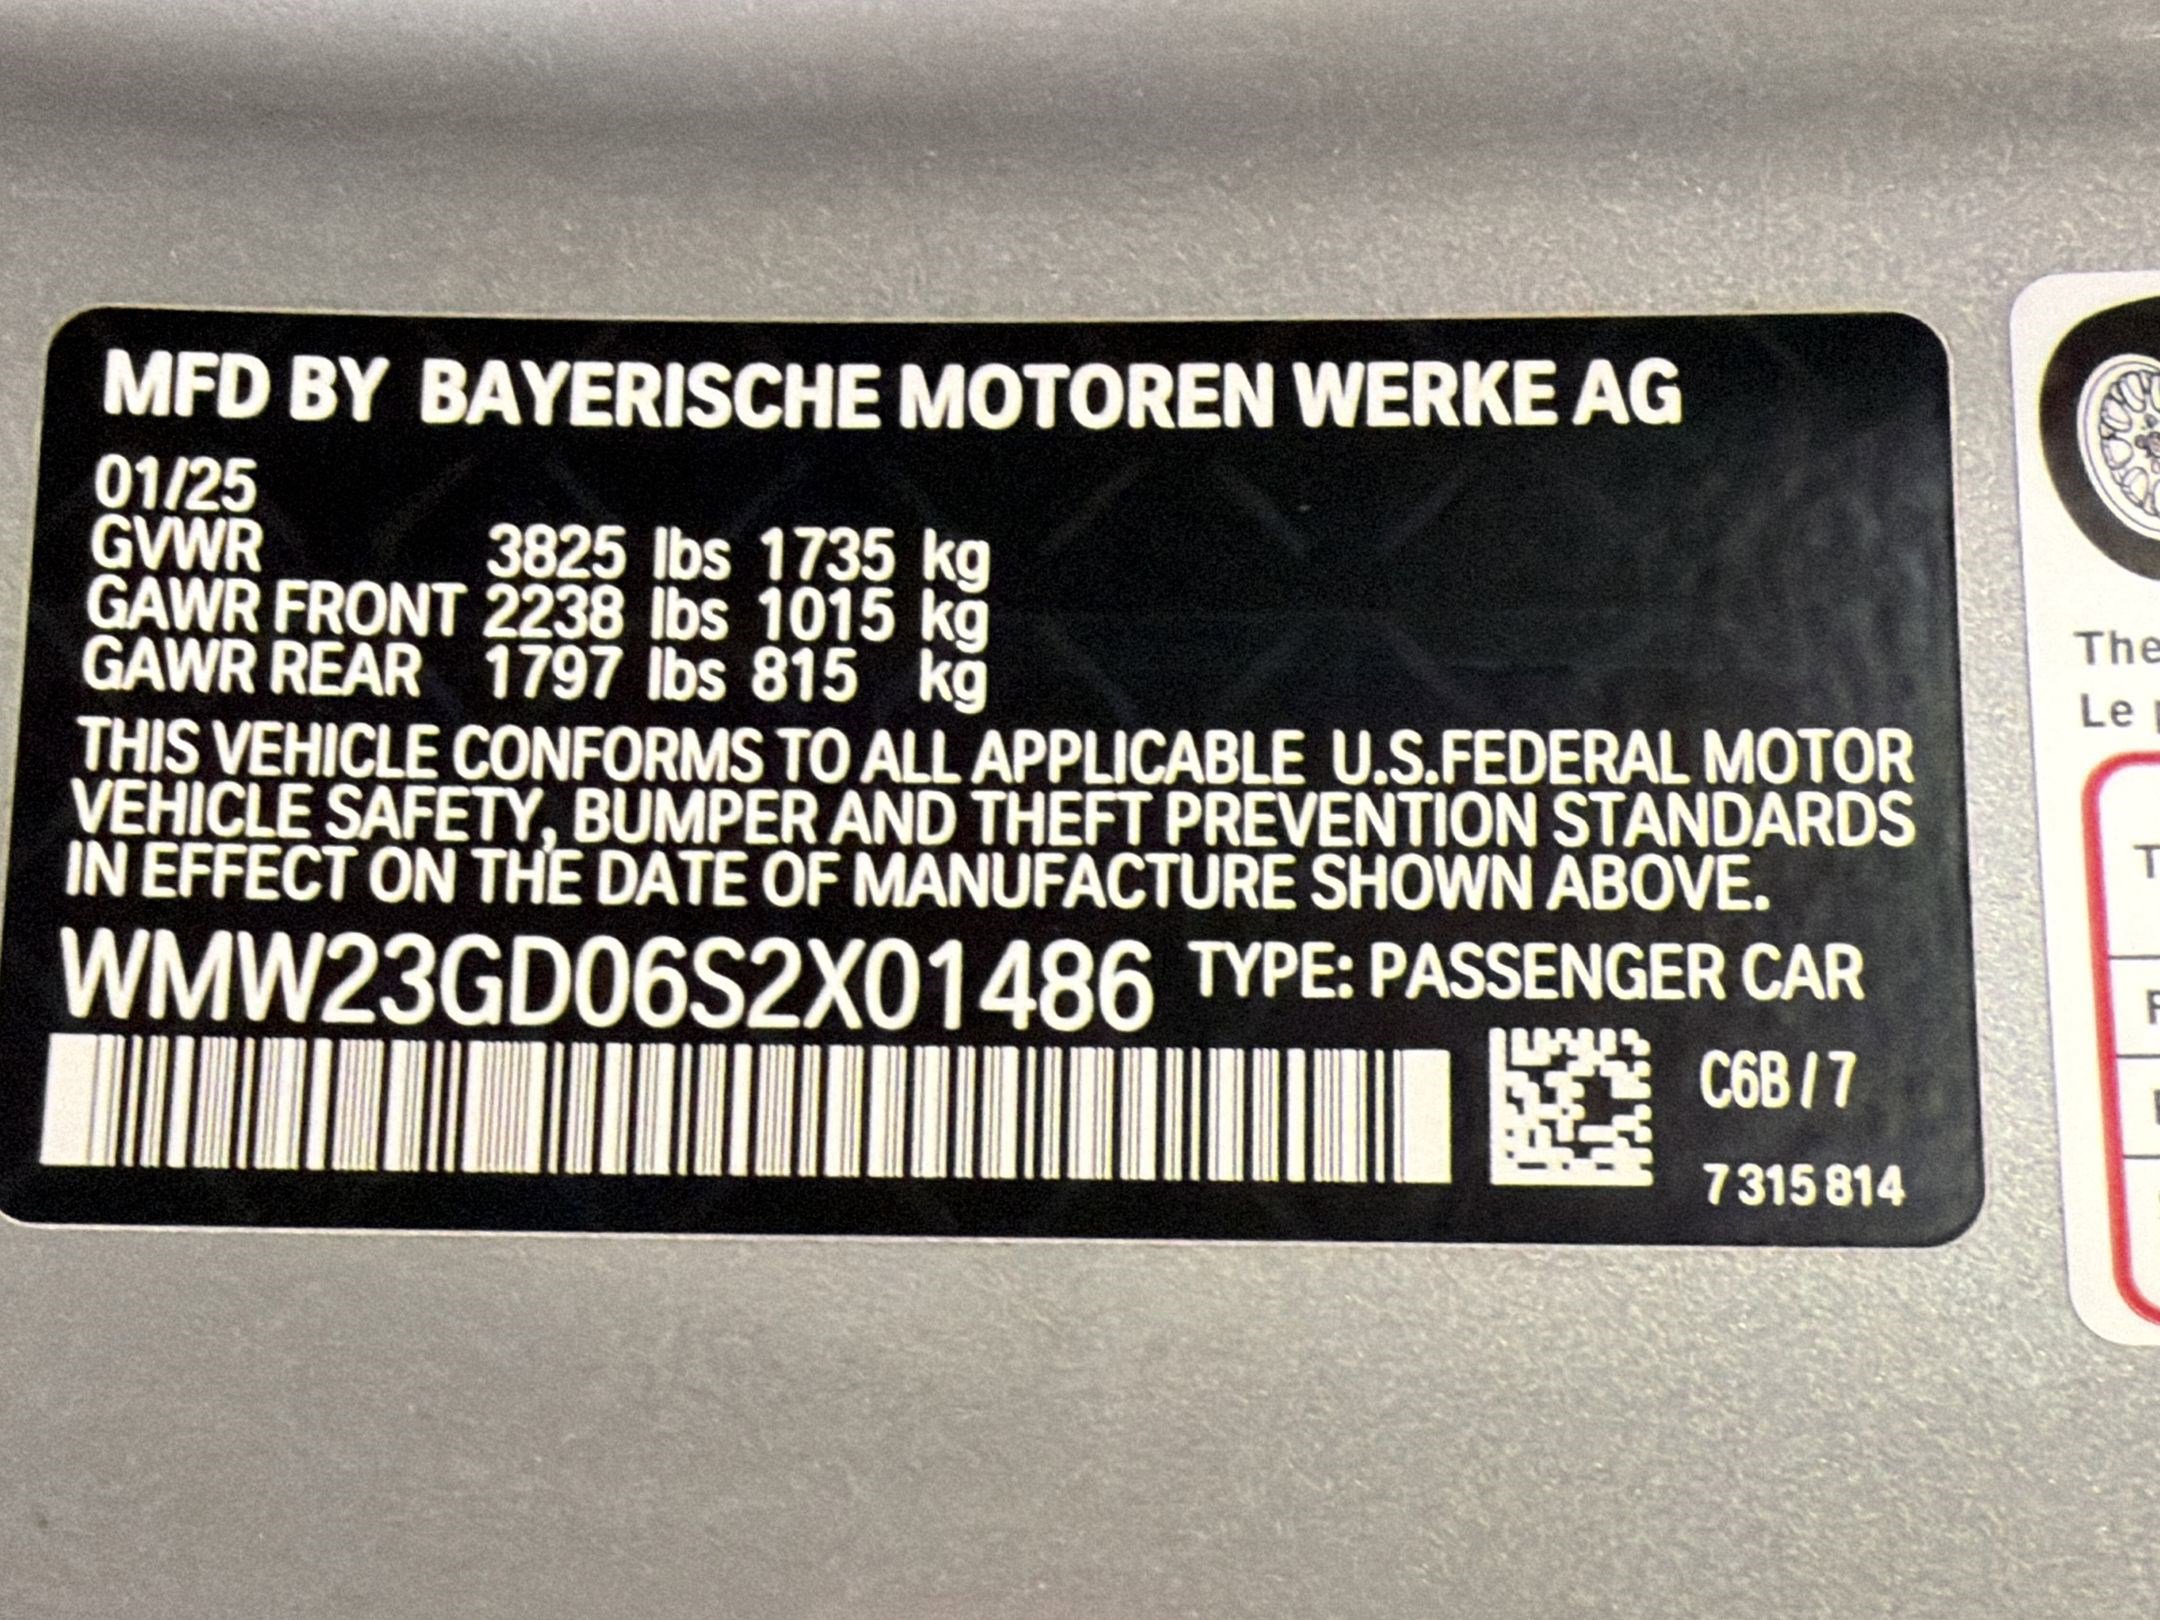 MFD BY BAYERISCHE MOTOREN WERKE AG
01/25
GVWR 3825 lbs 1735 kg
GAWR FRONT 2238 lbs 1015 kg
GAWR REAR 1797 lbs 815 kg
THIS VEHICLE CONFORMS TO ALL APPLICABLE U.S.FEDERAL MOTOR
VEHICLE SAFETY, BUMPER AND THEFT PREVENTION STANDARDS
IN EFFECT ON THE DATE OF MANUFACTURE SHOWN ABOVE.
WMW23GD06S2X01486 TYPE: PASSENGER CAR
C6B / 7
7 315 814
The
Le